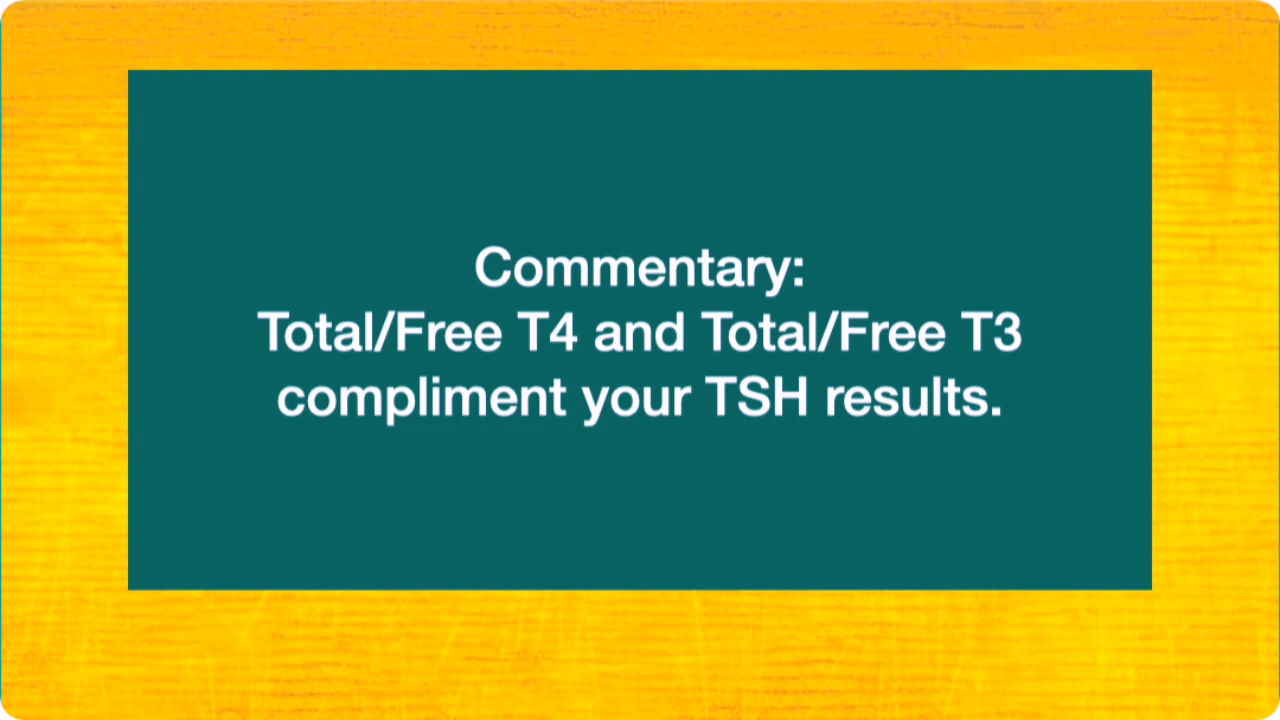 Commentary:
Total/Free T4 and Total/Free T3
compliment your TSH results.